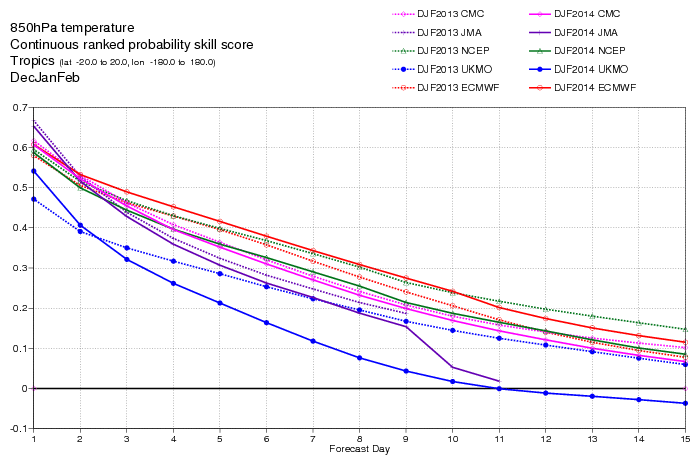 850hPa temperature
Continuous ranked probability skill score
Tropics (lat -20.0 to 20.0, lon -180.0 to 180.0)
DecJanFeb
DJF2013 CMC
DJF2014 CMC
DJF2013 JMA
DJF2014 JMA
DJF2013 NCEP
DJF2014 NCEP
DJF2013 UKMO
DJF2014 UKMO
DJF2013 ECMWF
DJF2014 ECMWF
0.7
0.6
0.5
0.4
0.3
0.2
0.1
0
-0.1
1 2 3 4 5 6 7 8 9 10 11 12 13 14 15
Forecast Day